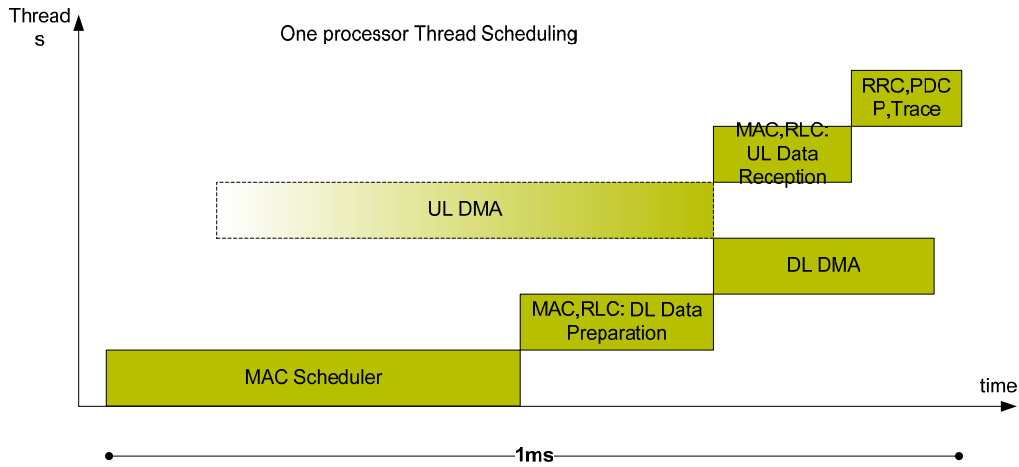 Thread
s
One processor Thread Scheduling
RRC,PDC
P,Trace
MAC,RLC:
UL Data
Reception
UL DMA
DL DMA
MAC,RLC: DL Data
Preparation
MAC Scheduler
time
1ms